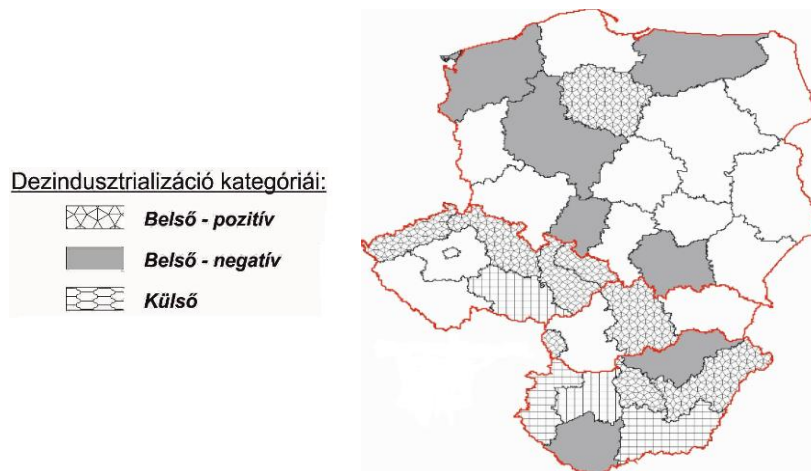 Dezindusztrializáció kategóriái:
Belső - pozitív
Belső - negatív
Külső